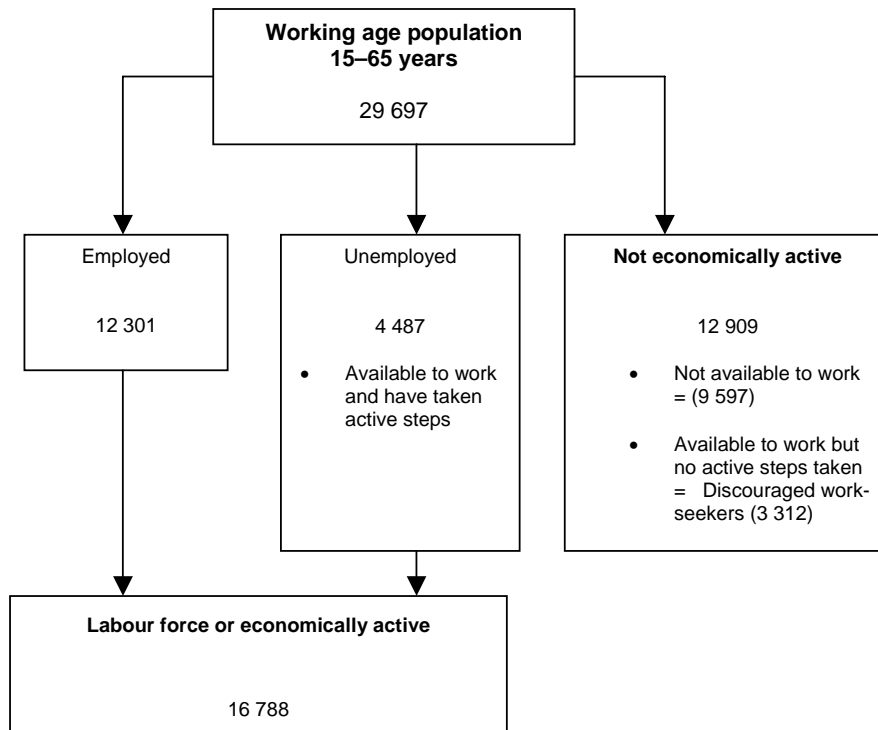 Working age population
15–65 years
29 697
Employed
12 301
Unemployed
4 487
• Available to work
and have taken
active steps
Not economically active
12 909
• Not available to work
= (9 597)
• Available to work but
no active steps taken
= Discouraged work-
seekers (3 312)
Labour force or economically active
16 788